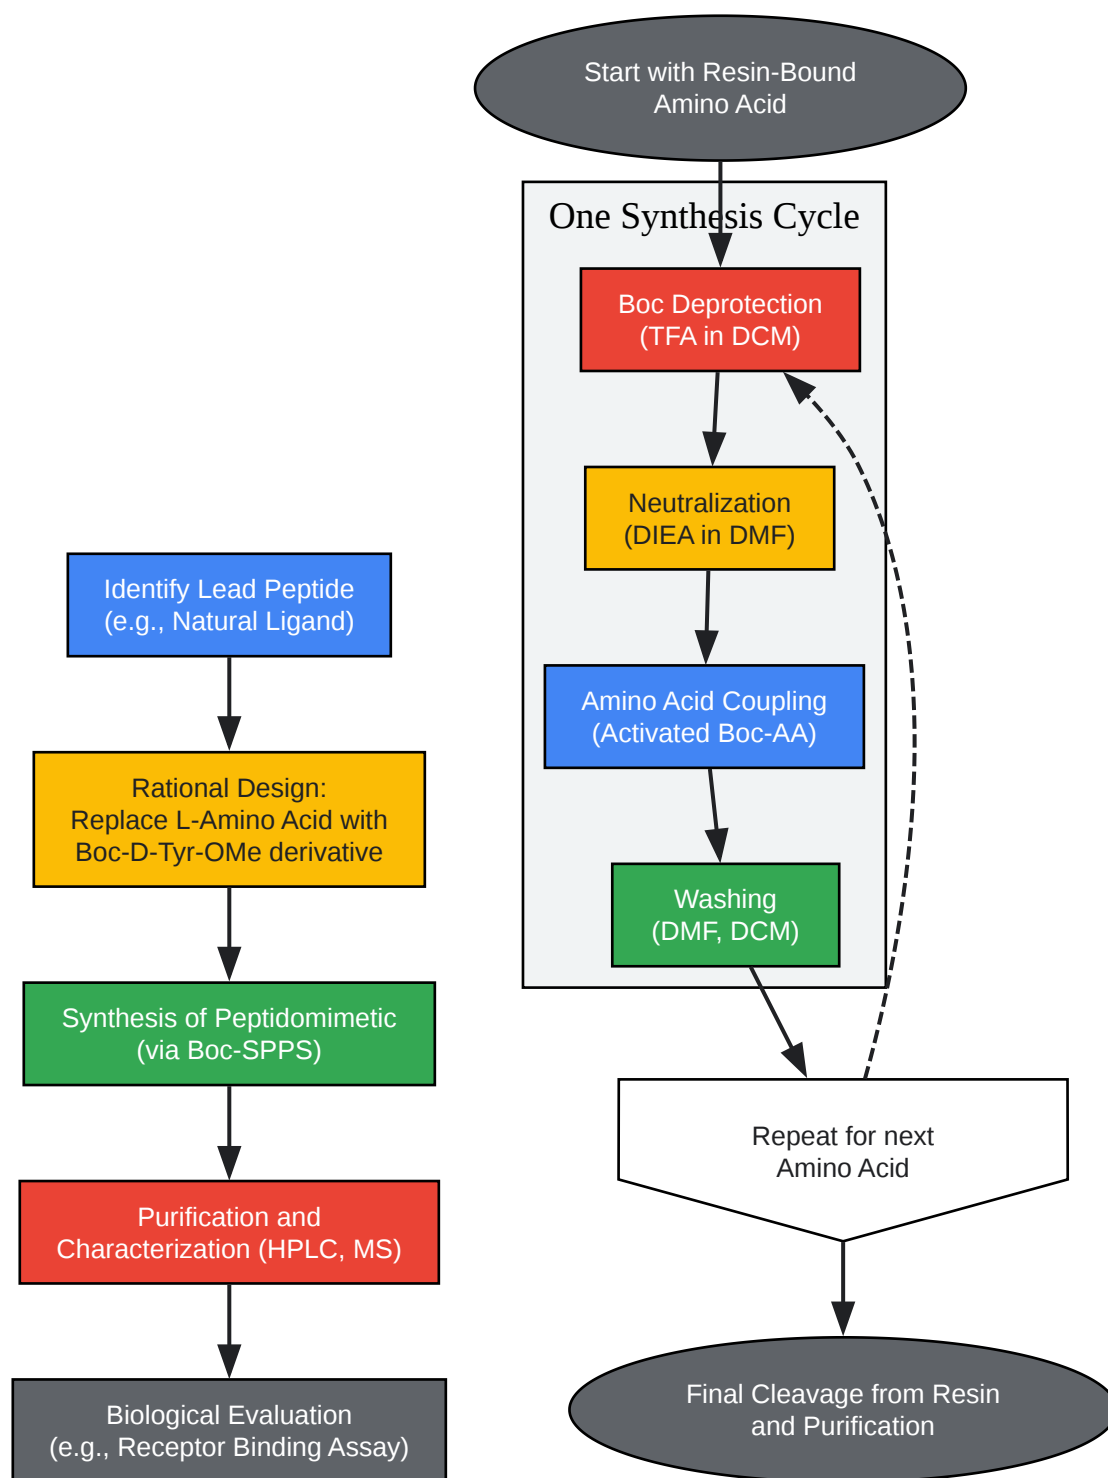 Start with Resin-Bound
Amino Acid
One Synthesis Cycle
Boc Deprotection
(TFA in DCM)
Neutralization
(DIEA in DMF)
Amino Acid Coupling
(Activated Boc-AA)
Washing
(DMF, DCM)
Repeat for next
Amino Acid
Final Cleavage from Resin
and Purification
Identify Lead Peptide
(e.g., Natural Ligand)
Rational Design:
Replace L-Amino Acid with
Boc-D-Tyr-OMe derivative
Synthesis of Peptidomimetic
(via Boc-SPPS)
Purification and
Characterization (HPLC, MS)
Biological Evaluation
(e.g., Receptor Binding Assay)